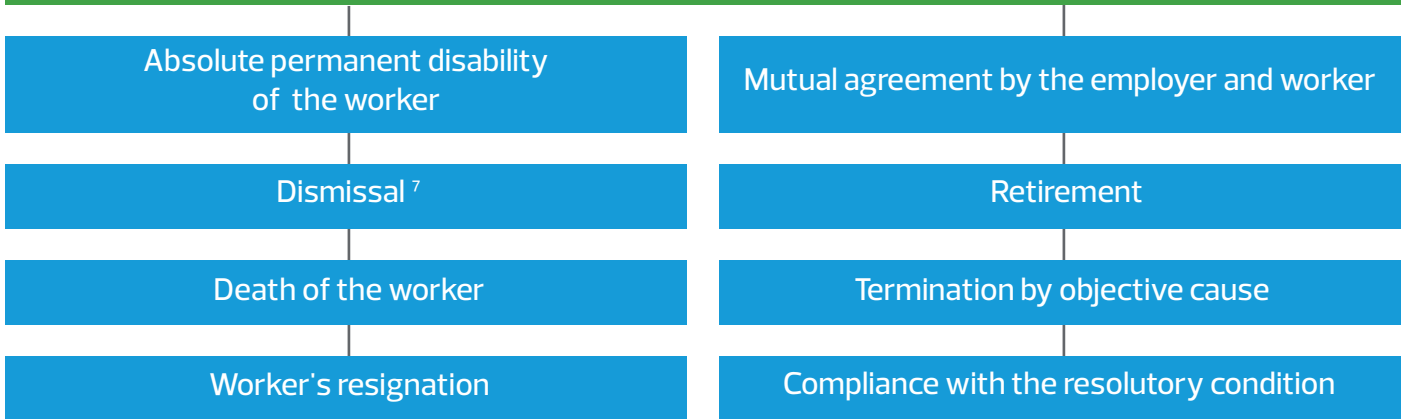 Absolute permanent disability
of the worker
Dismissal 7
Death of the worker
Worker's resignation
Mutual agreement by the employer and worker
Retirement
Termination by objective cause
Compliance with the resolutory condition